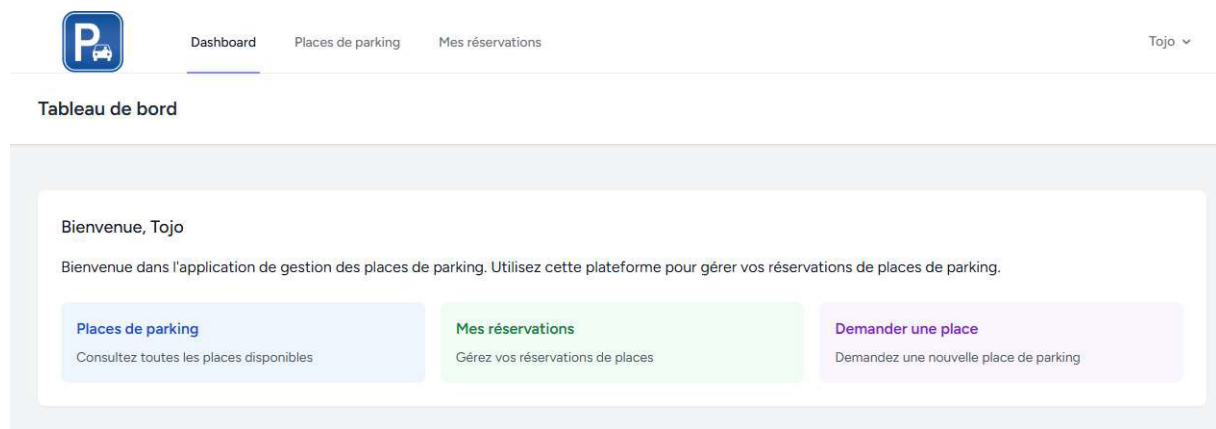 P
Dashboard Places de parking Mes réservations Tojo
Tableau de bord
Bienvenue, Tojo
Bienvenue dans l'application de gestion des places de parking. Utilisez cette plateforme pour gérer vos réservations de places de parking.
Places de parking Mes réservations Demander une place
Consultez toutes les places disponibles Gérez vos réservations de places Demandez une nouvelle place de parking